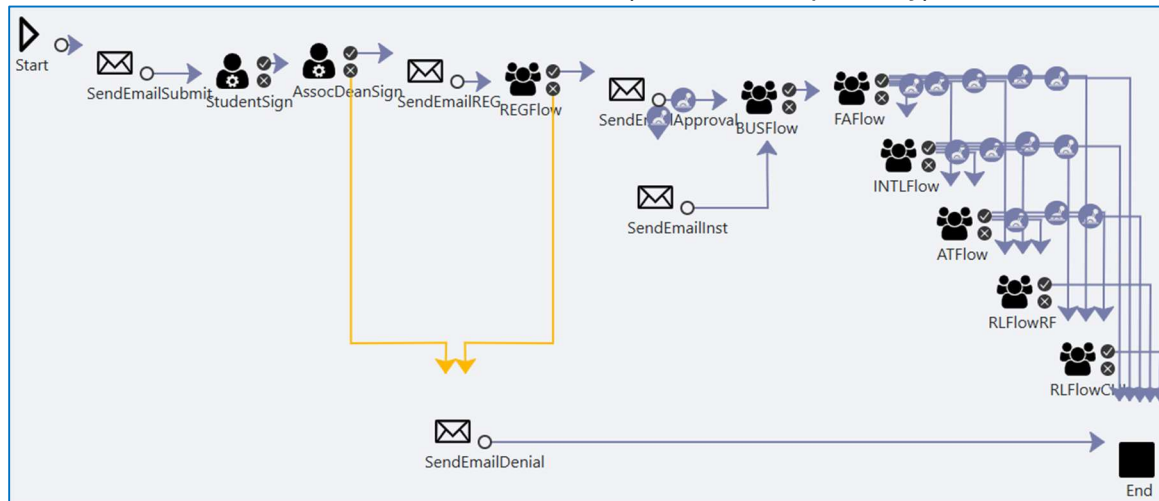 Start
SendEmailSubmit
StudentSign
AssocDeanSign
SendEmailREG
REGFlow
BUSFlow
FAFlow
INTLFlow
SendEmailInst
ATFlow
RLFlowRF
SendEmailDenial
End